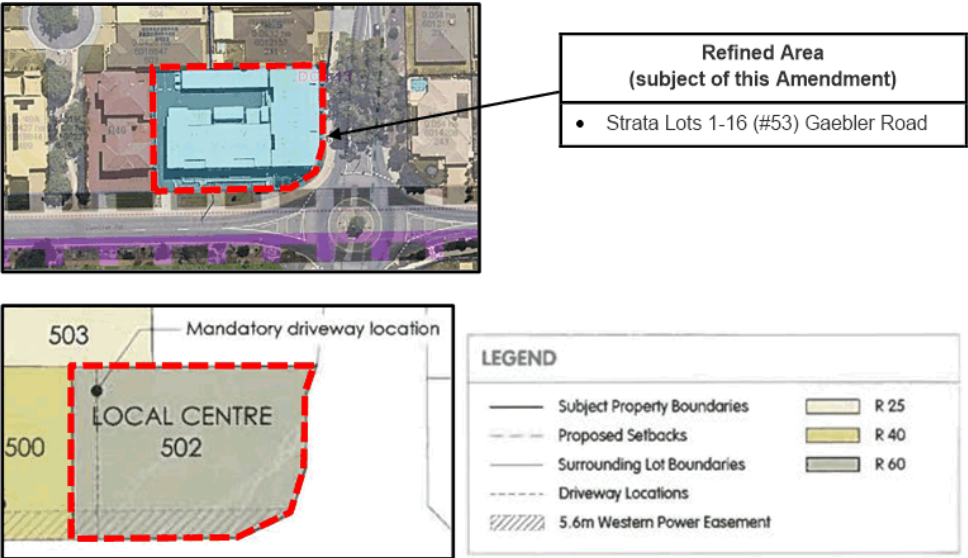 Refined Area
(subject of this Amendment)
• Strata Lots 1-16 (#53) Gaebler Road
R40
Gaebler Rd
503
Mandatory driveway location
LOCAL CENTRE
500
502
LEGEND
Subject Property Boundaries
R 25
Proposed Setbacks
R 40
Surrounding Lot Boundaries
R 60
Driveway Locations
5.6m Western Power Easement